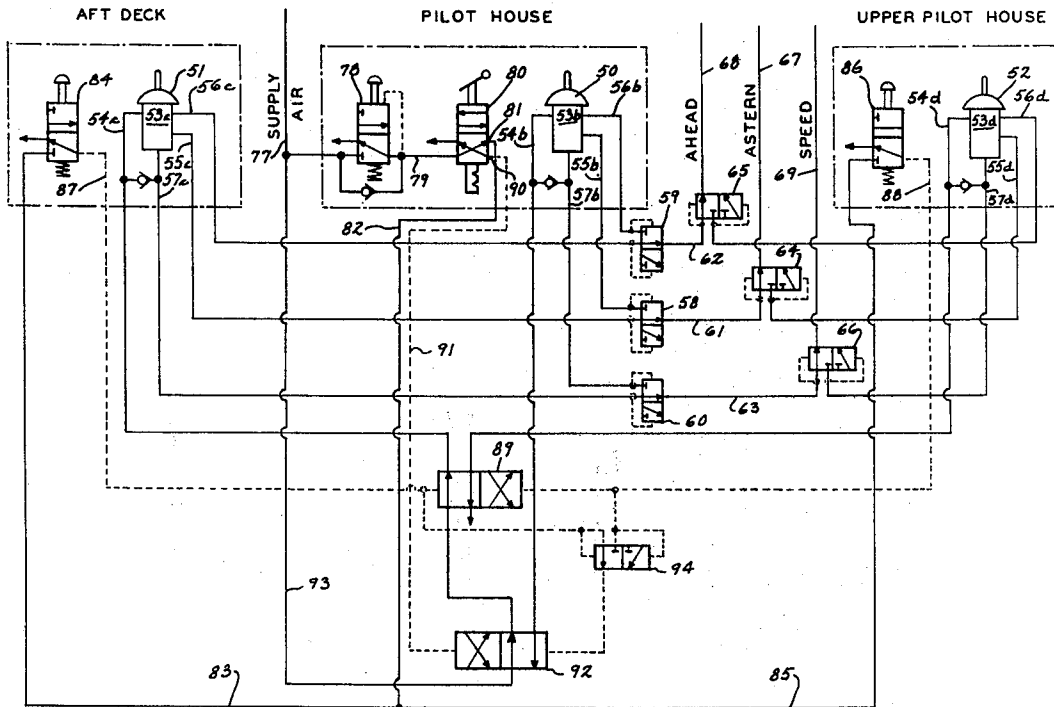 AFT DECK
PILOT HOUSE
UPPER PILOT HOUSE
84
51
56c
54c
53c
55c
57c
87
SUPPLY AIR
77
78
80
81
50
56b
53b
54b
55b
57b
79
90
82
68
67
AHEAD
ASTERN
SPEED
69
65
86
52
54d
56d
53d
55d
57d
88
59
62
64
58
61
66
60
63
91
89
94
93
92
83
85